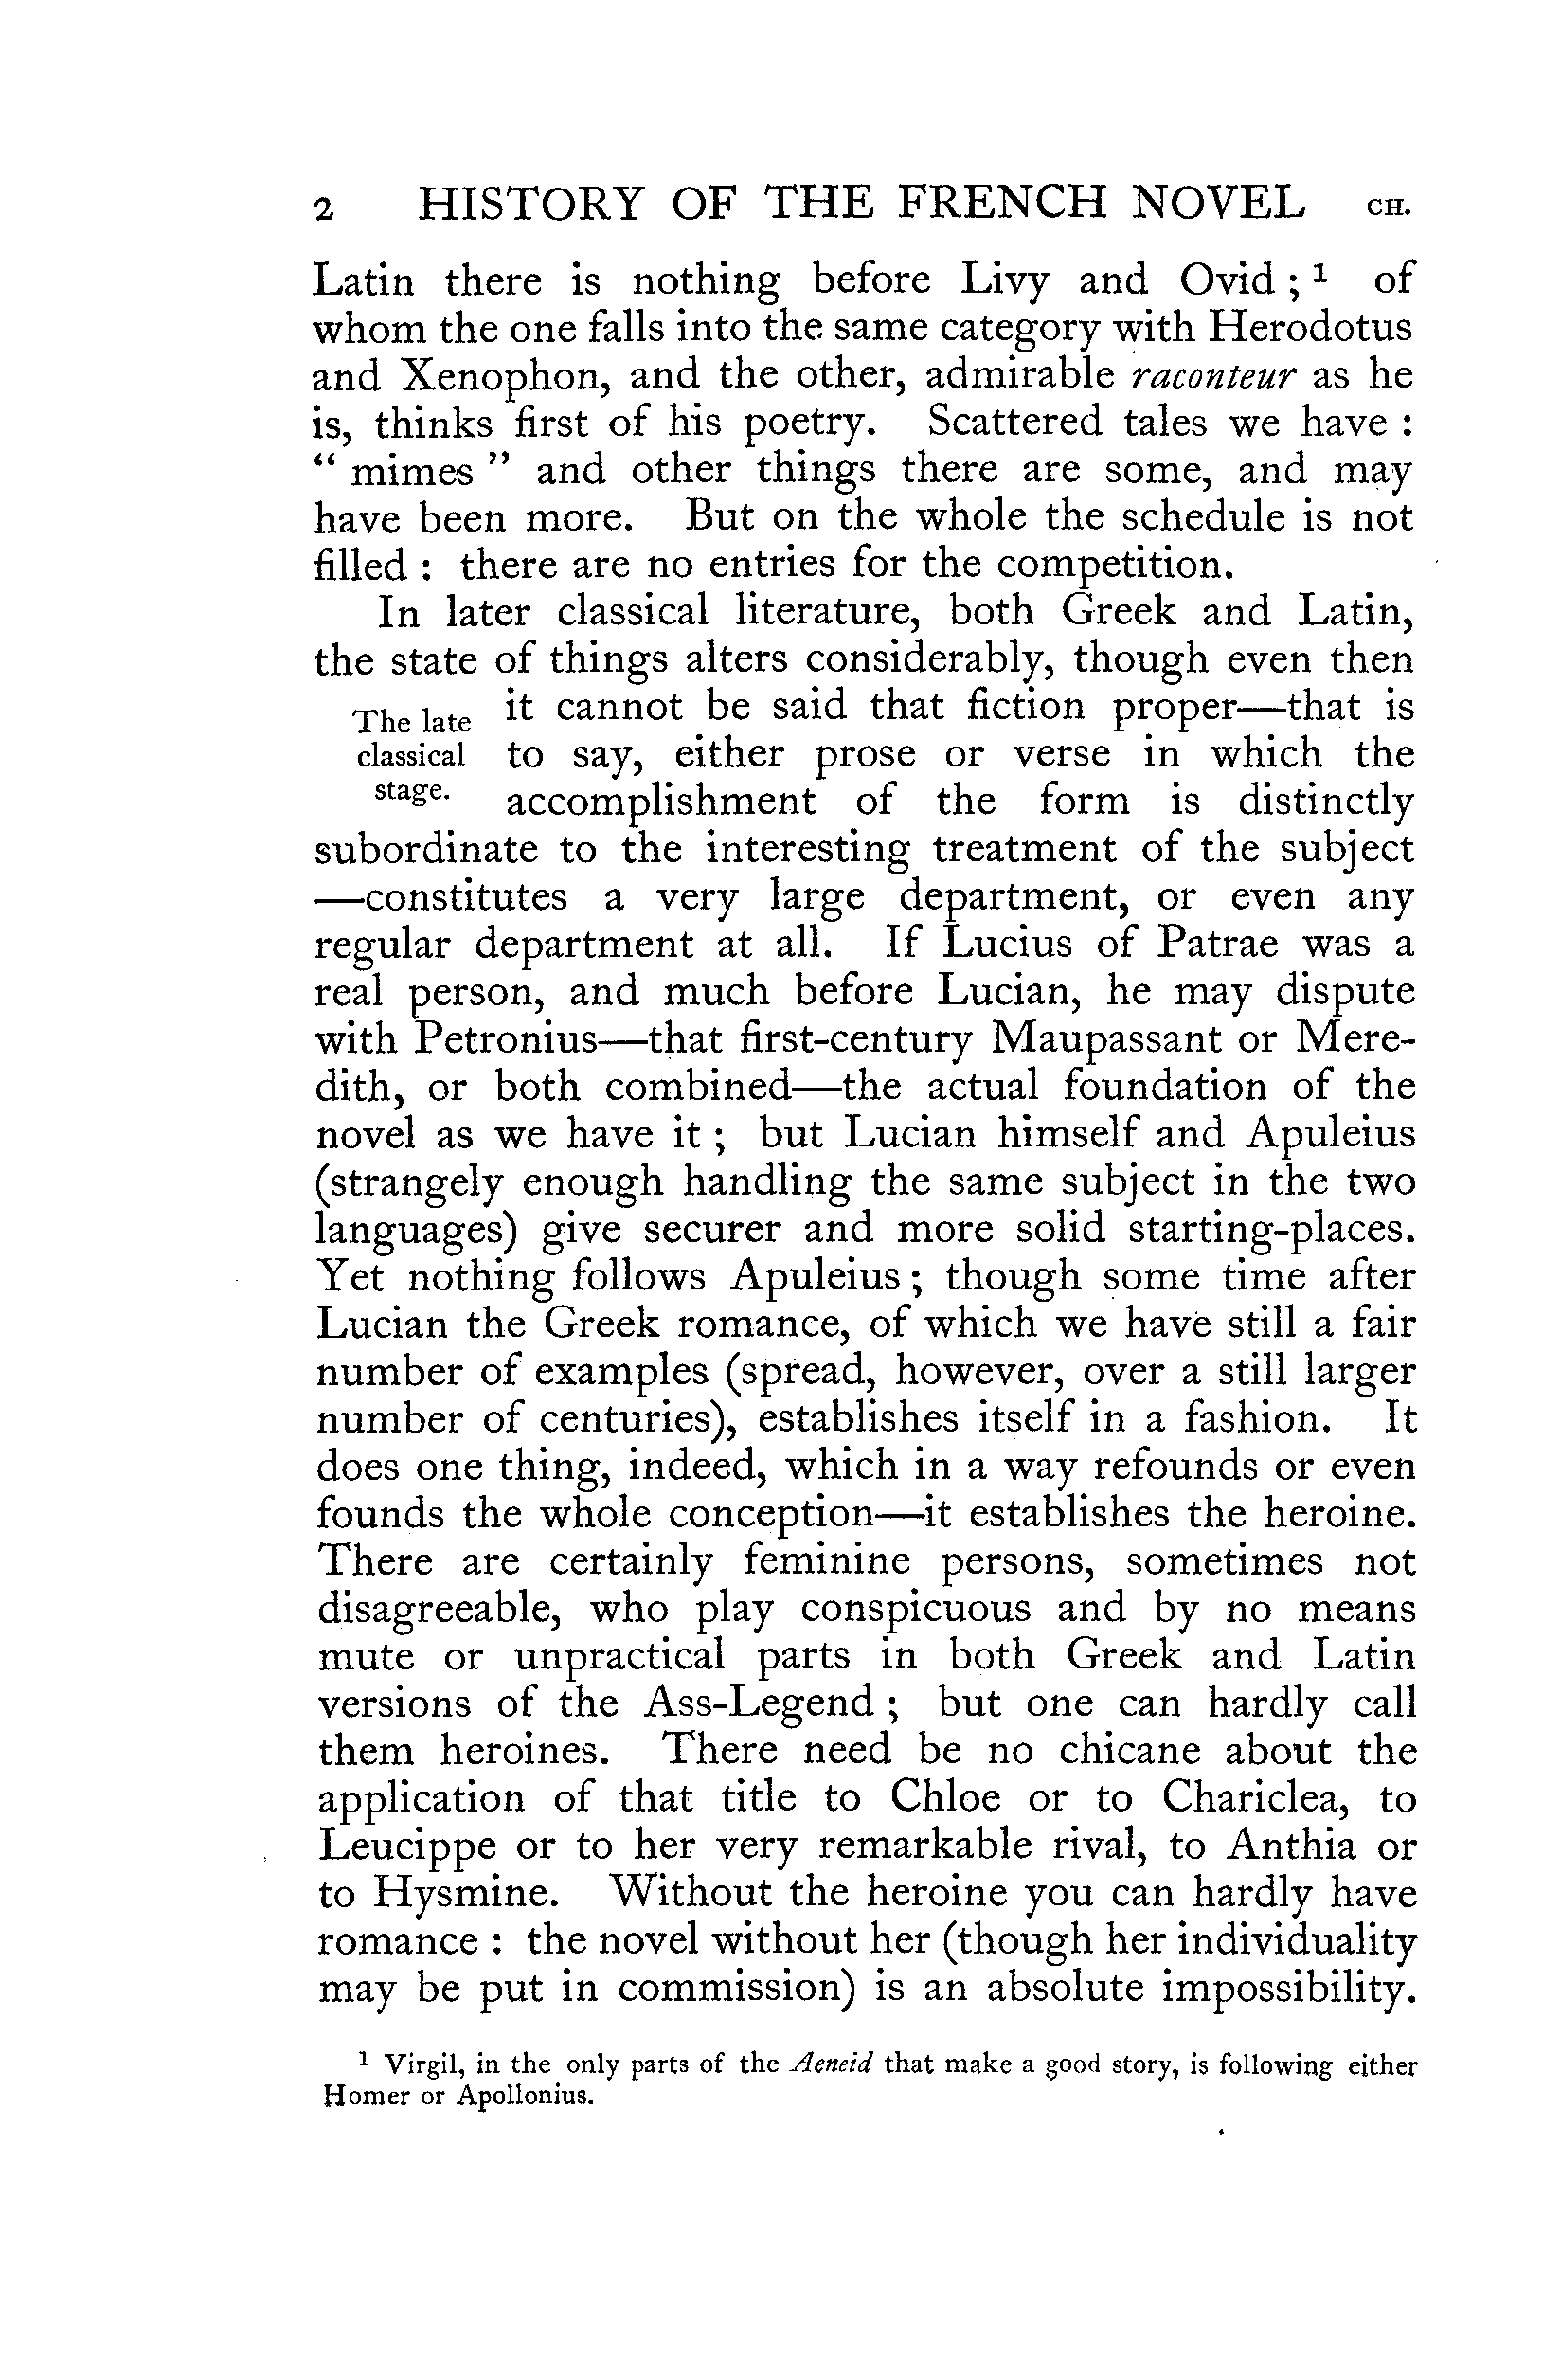 2 HISTORY OF THE FRENCH NOVEL CH.
Latin there is nothing before Livy and Ovid ; ¹ of
whom the one falls into the same category with Herodotus
and Xenophon, and the other, admirable raconteur as he
is, thinks first of his poetry. Scattered tales we have :
“ mimes ” and other things there are some, and may
have been more. But on the whole the schedule is not
filled : there are no entries for the competition.
In later classical literature, both Greek and Latin,
the state of things alters considerably, though even then
The late
classical
stage.
it cannot be said that fiction proper—that is
to say, either prose or verse in which the
accomplishment of the form is distinctly
subordinate to the interesting treatment of the subject
—constitutes a very large department, or even any
regular department at all. If Lucius of Patrae was a
real person, and much before Lucian, he may dispute
with Petronius—that first-century Maupassant or Mere-
dith, or both combined—the actual foundation of the
novel as we have it ; but Lucian himself and Apuleius
(strangely enough handling the same subject in the two
languages) give securer and more solid starting-places.
Yet nothing follows Apuleius ; though some time after
Lucian the Greek romance, of which we have still a fair
number of examples (spread, however, over a still larger
number of centuries), establishes itself in a fashion. It
does one thing, indeed, which in a way refounds or even
founds the whole conception—it establishes the heroine.
There are certainly feminine persons, sometimes not
disagreeable, who play conspicuous and by no means
mute or unpractical parts in both Greek and Latin
versions of the Ass-Legend ; but one can hardly call
them heroines. There need be no chicane about the
application of that title to Chloe or to Chariclea, to
Leucippe or to her very remarkable rival, to Anthia or
to Hysmine. Without the heroine you can hardly have
romance : the novel without her (though her individuality
may be put in commission) is an absolute impossibility.
¹ Virgil, in the only parts of the Aeneid that make a good story, is following either
Homer or Apollonius.